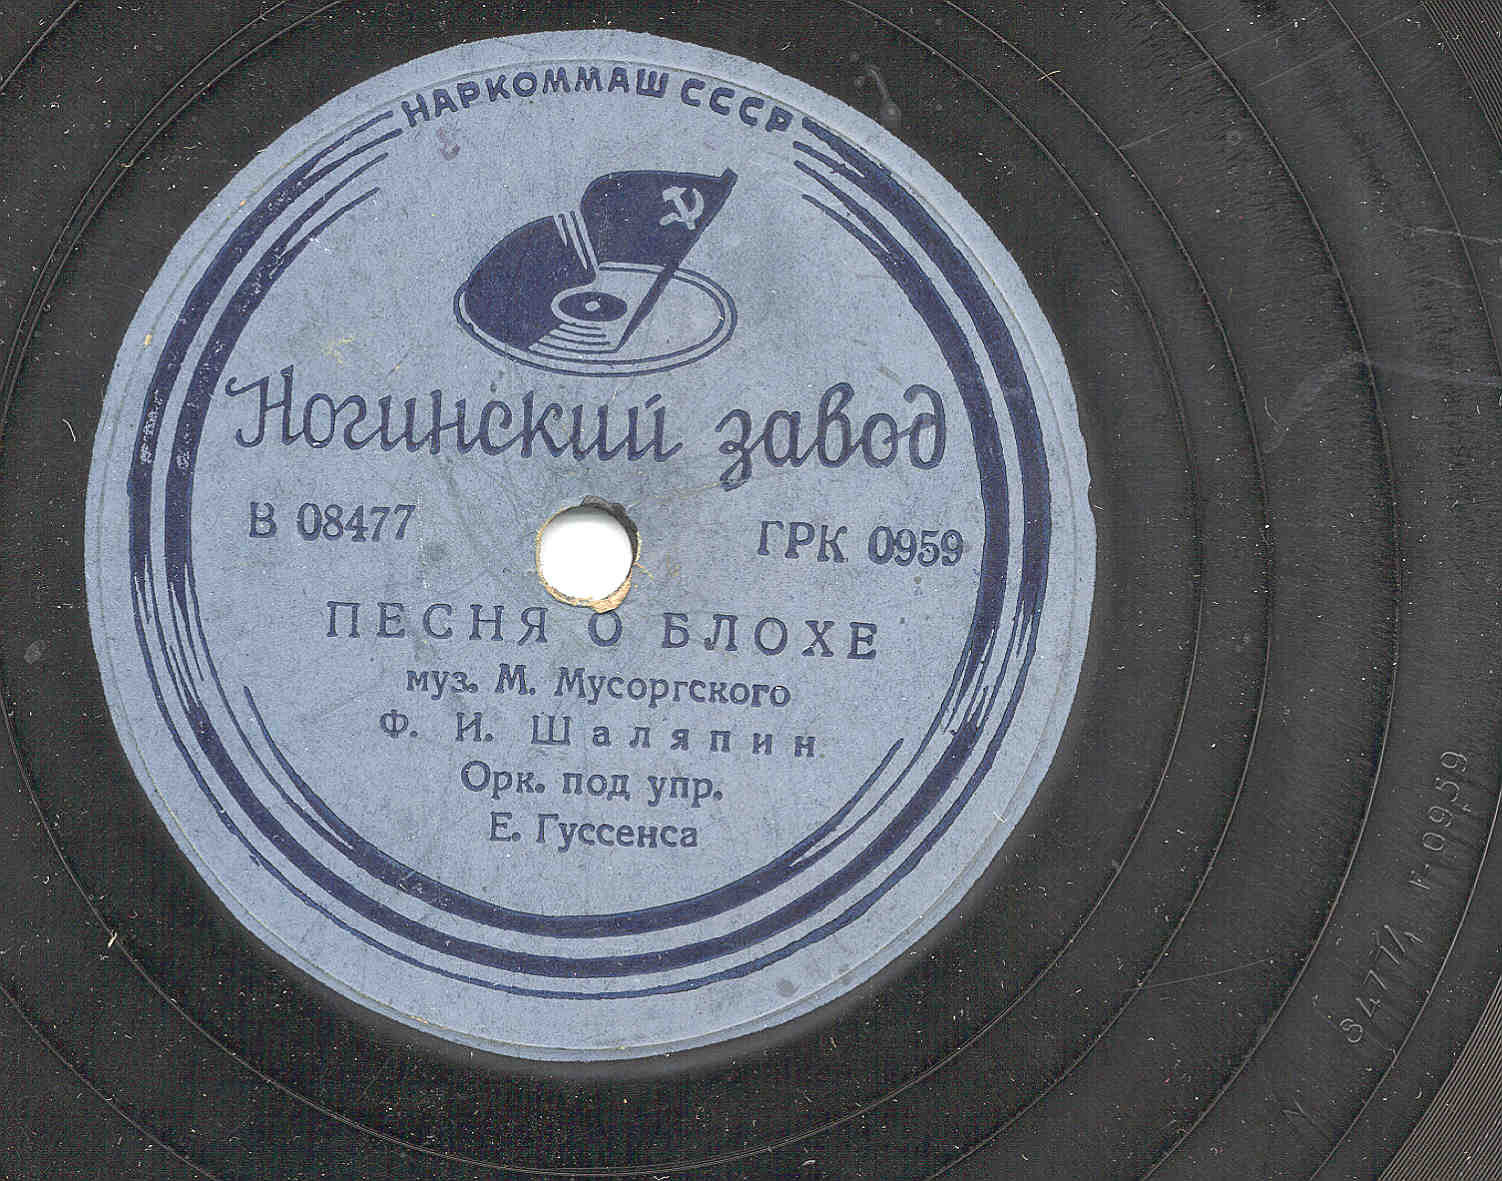 НАРКОММАШ СССР
Ногинский завод
В 08477
ГРК 0959
ПЕСНЯ О БЛОХЕ
муз. М. Мусоргского
Ф. И. Шаляпин
Орк. под упр.
Е. Гуссенса
8477/
0959